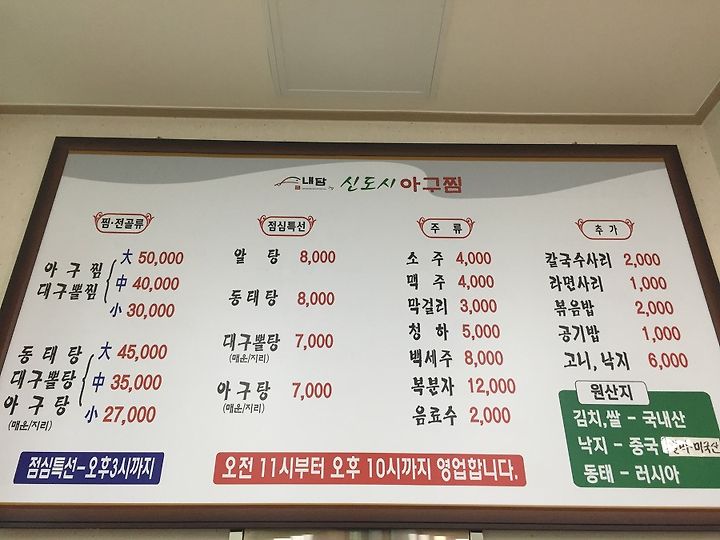 내담 신도시 아구찜
찜·전골류
아구찜
대구뽈찜
大 50,000
中 40,000
小 30,000
동태탕
대구뽈탕
아구탕
(매운/지리)
大 45,000
中 35,000
小 27,000
점심특선-오후3시까지
점심특선
알탕 8,000
동태탕 8,000
대구뽈탕 7,000
(매운/지리)
아구탕 7,000
(매운/지리)
주류
소주 4,000
맥주 4,000
막걸리 3,000
청하 5,000
백세주 8,000
복분자 12,000
음료수 2,000
오전 11시부터 오후 10시까지 영업합니다.
추가
칼국수사리 2,000
라면사리 1,000
볶음밥 2,000
공기밥 1,000
고니, 낙지 6,000
원산지
김치,쌀 - 국내산
낙지 - 중국 -미국산
동태 - 러시아